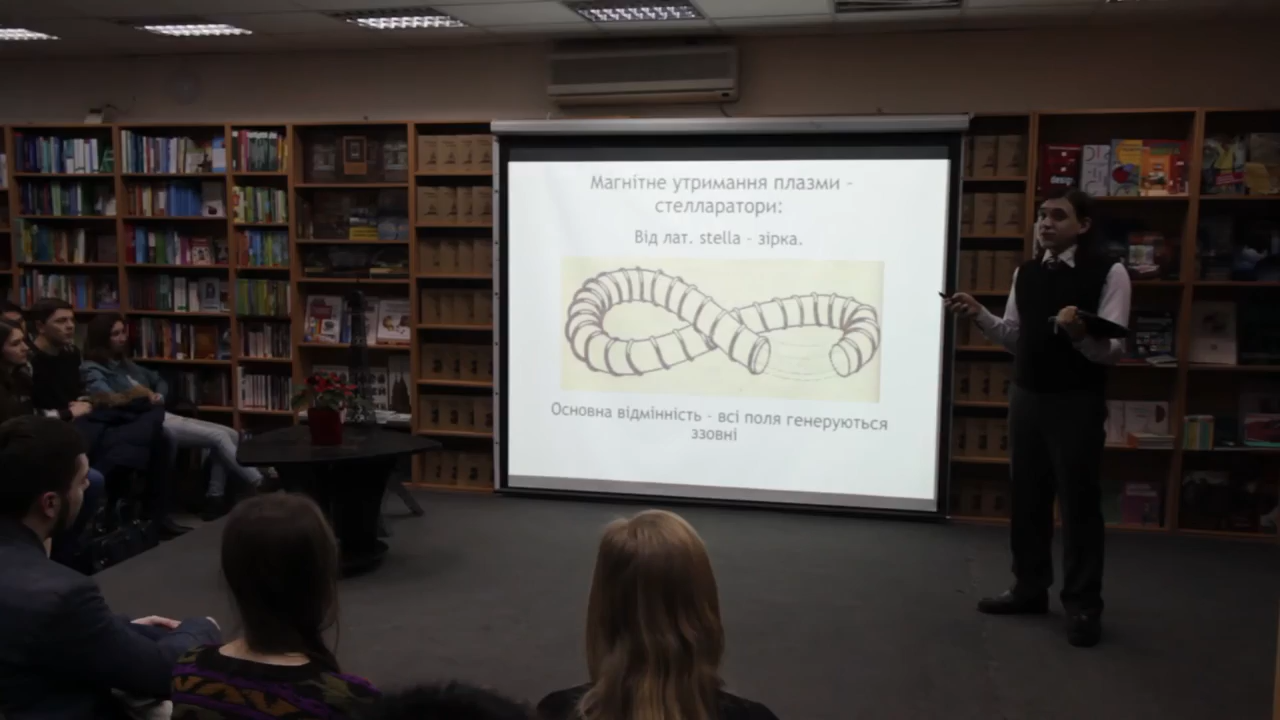 Магнітне утримання плазми -
стелларатори:
Від лат. stella - зірка.
Основна відмінність - всі поля генеруються
ззовні